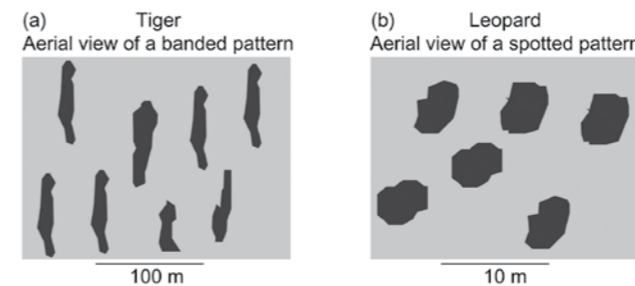 (a) Tiger
Aerial view of a banded pattern
100 m
(b) Leopard
Aerial view of a spotted pattern
10 m